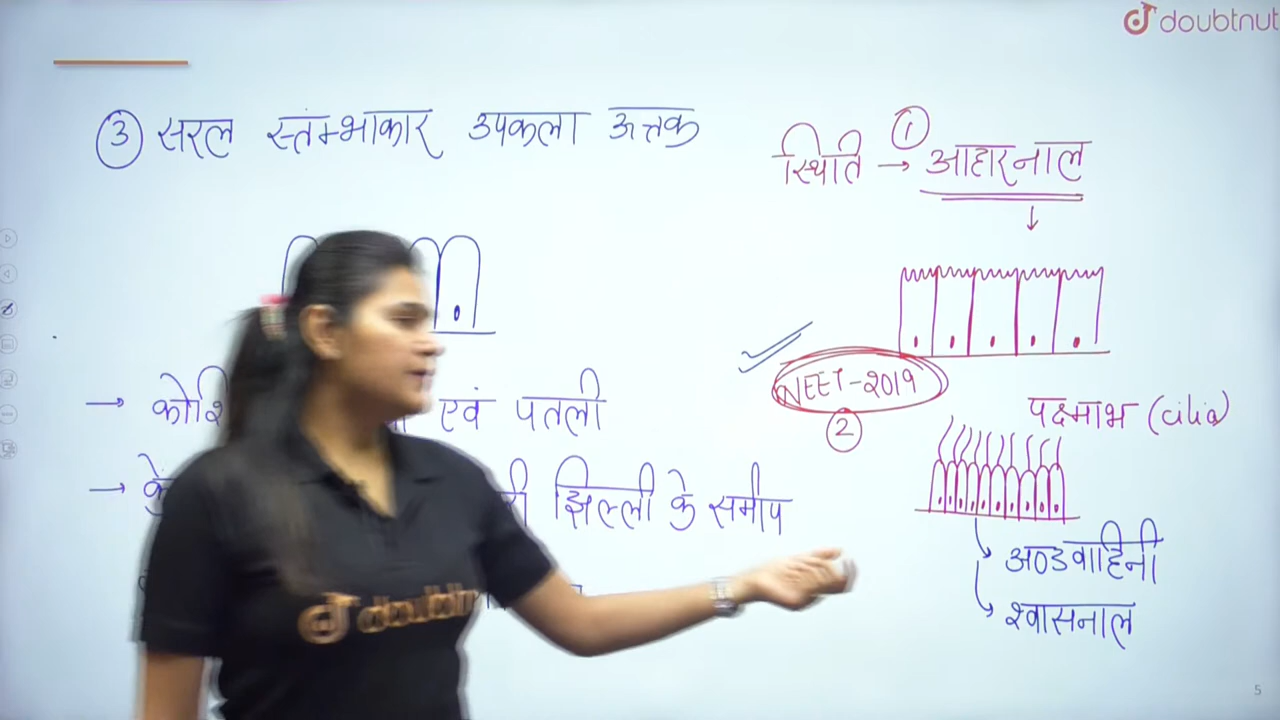 doubtnut
③ सरल स्तम्भाकार उपकला ऊत्तक
स्थिति → ① आहारनाल
→ एवं पतली
NEET-2019
②
पक्ष्माभ (cilia)
→ झिल्ली के समीप
अण्डवाहिनी
श्वासनाल
5